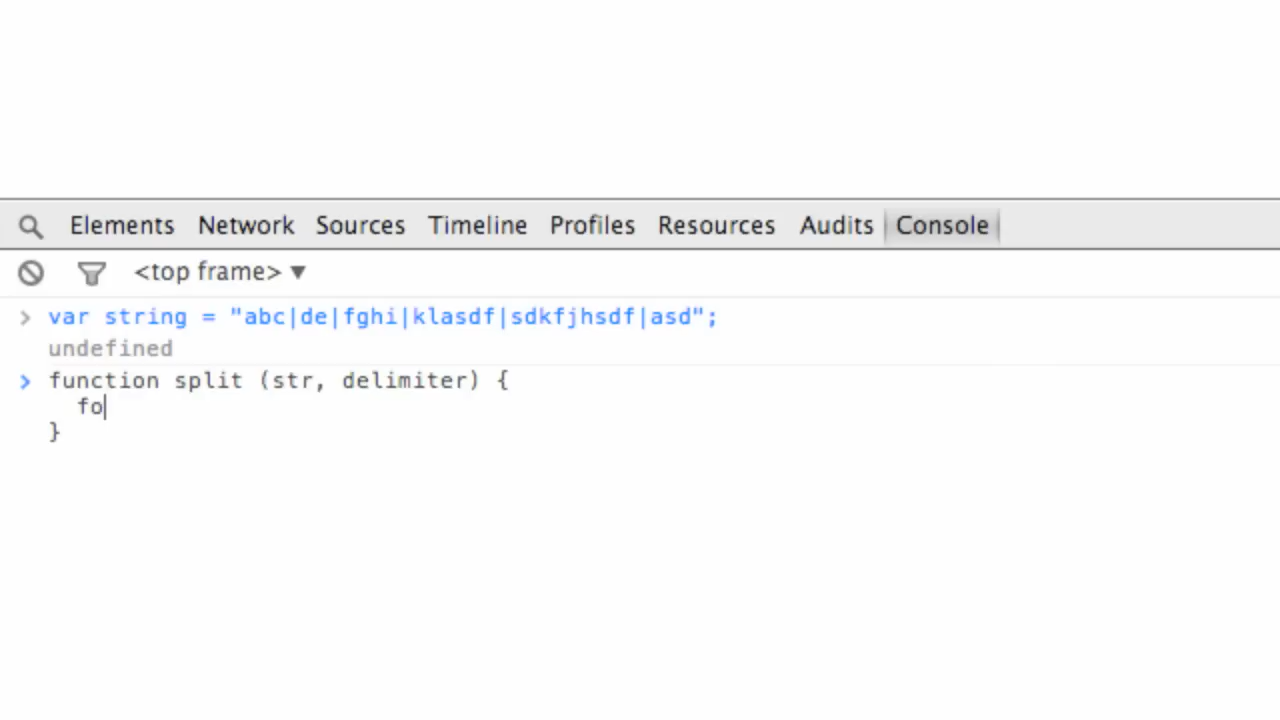 Elements Network Sources Timeline Profiles Resources Audits Console
<top frame> ▼
> var string = "abc|de|fghi|klasdf|sdkfjhsdf|asd";
undefined
> function split (str, delimiter) {
fo
}